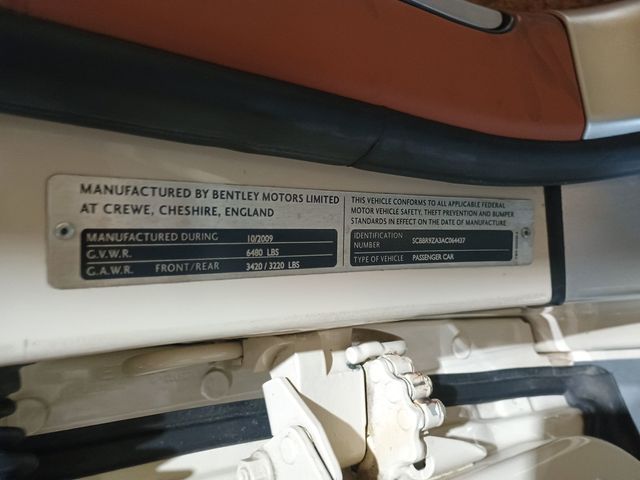 MANUFACTURED BY BENTLEY MOTORS LIMITED
AT CREWE, CHESHIRE, ENGLAND
MANUFACTURED DURING 10/2009
G.V.W.R. 6480 LBS
G.A.W.R. FRONT/REAR 3420 / 3220 LBS
THIS VEHICLE CONFORMS TO ALL APPLICABLE FEDERAL
MOTOR VEHICLE SAFETY, THEFT PREVENTION AND BUMPER
STANDARDS IN EFFECT ON THE DATE OF MANUFACTURE
IDENTIFICATION
NUMBER SCBBR9ZA3AC064437
TYPE OF VEHICLE PASSENGER CAR